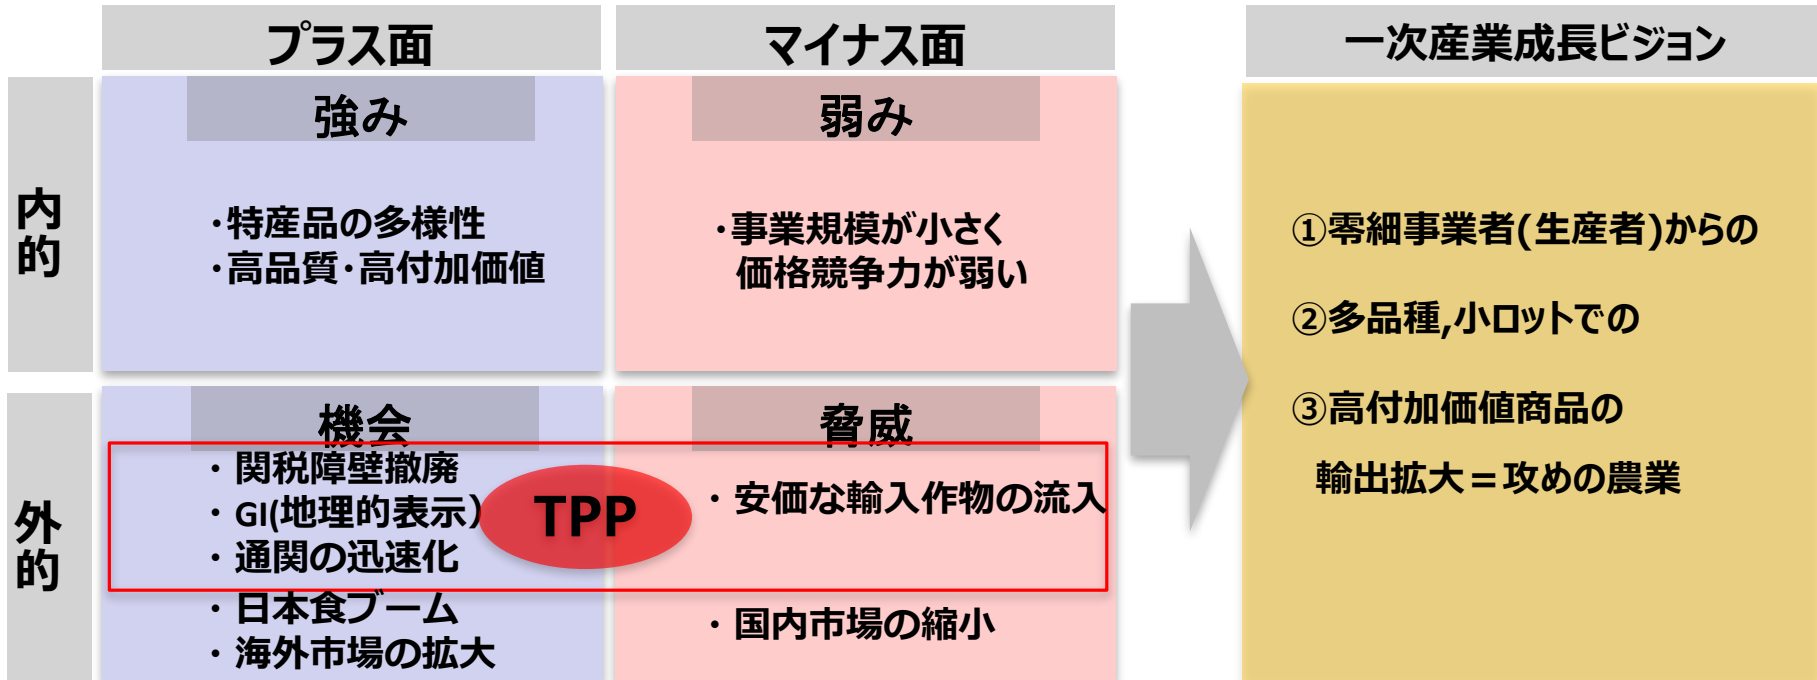 プラス面
マイナス面
一次産業成長ビジョン
内的
強み
・特産品の多様性
・高品質・高付加価値
弱み
・事業規模が小さく
価格競争力が弱い
外的
機会
・関税障壁撤廃
・GI(地理的表示）
・通関の迅速化
・日本食ブーム
・海外市場の拡大
TPP
脅威
・安価な輸入作物の流入
・国内市場の縮小
①零細事業者(生産者)からの
②多品種,小ロットでの
③高付加価値商品の
輸出拡大＝攻めの農業